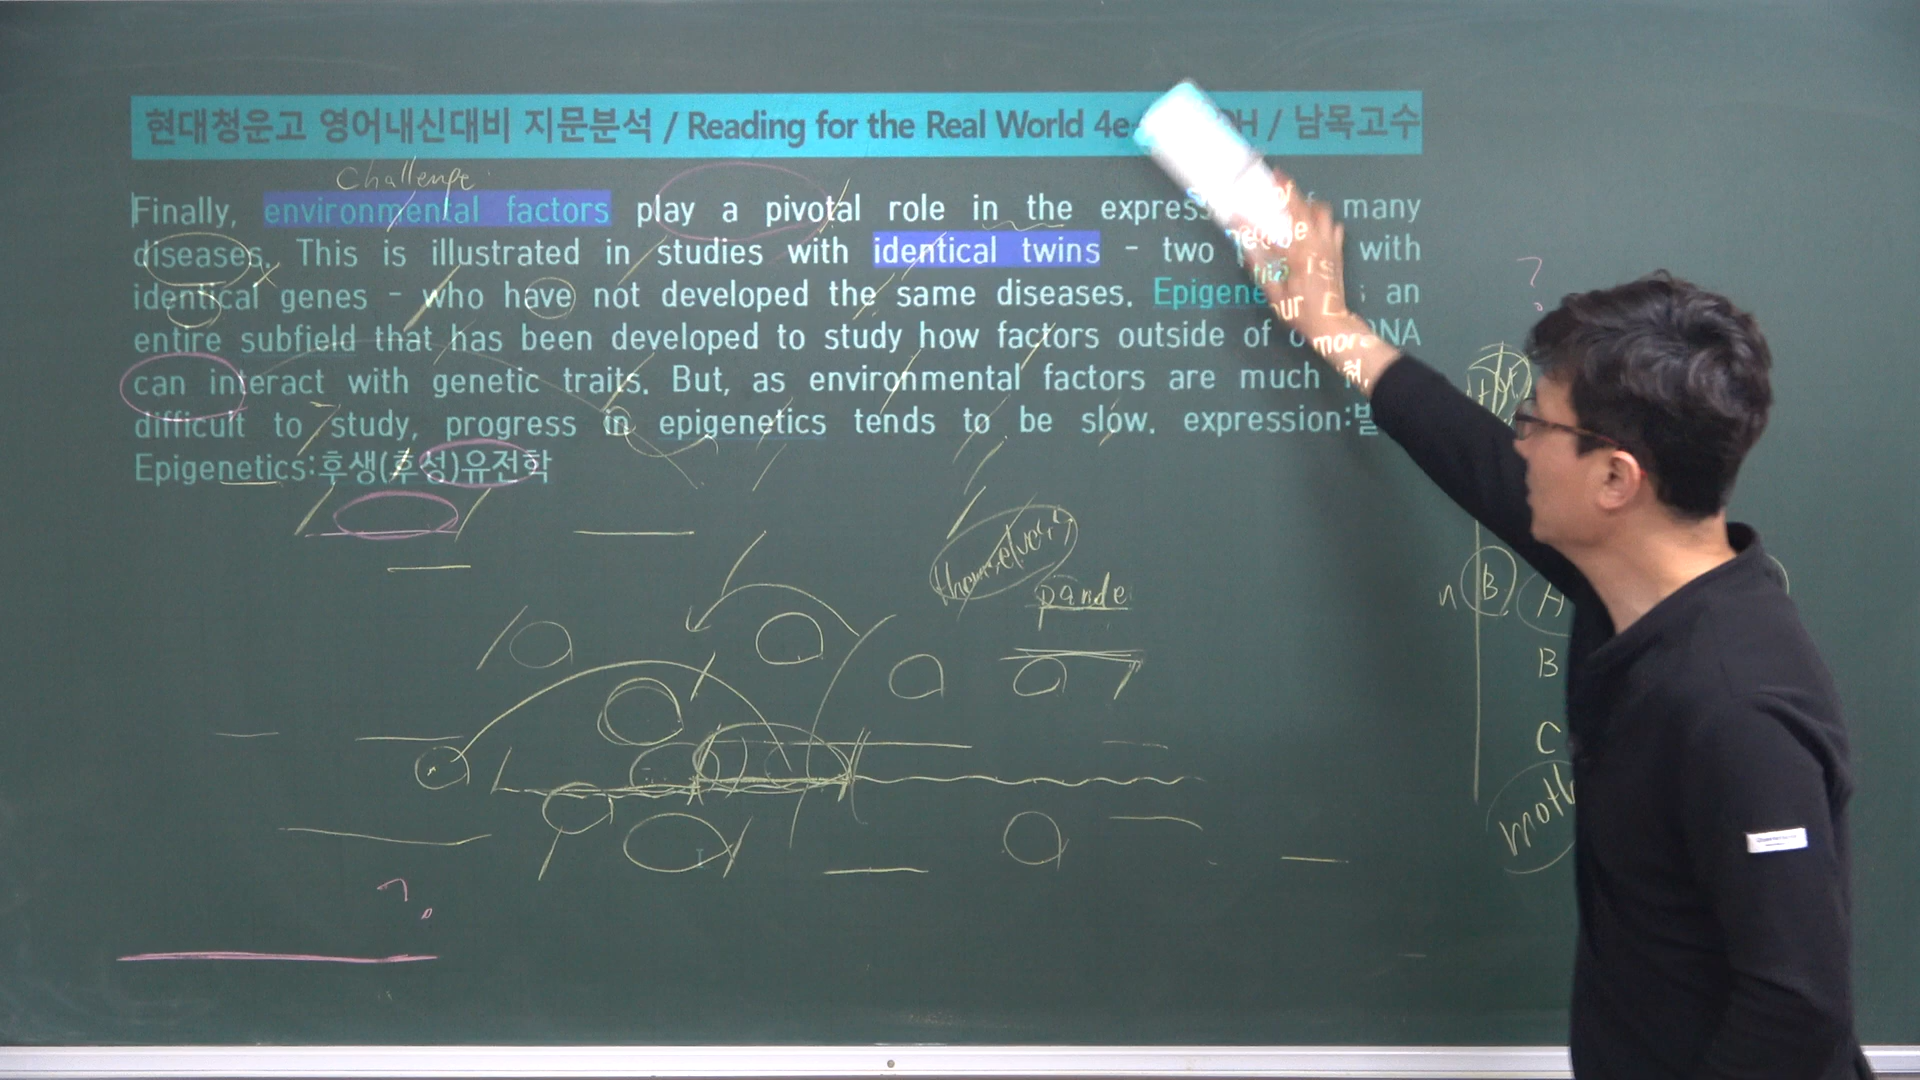 현대청운고 영어내신대비 지문분석 / Reading for the Real World 4e / 남목고수
Challenge
Finally, environmental factors play a pivotal role in the many
diseases. This is illustrated in studies with identical twins - two with
identical genes - who have not developed the same diseases. an
entire subfield that has been developed to study how factors outside of
can interact with genetic traits. But, as environmental factors are much more
difficult to study, progress in epigenetics tends to be slow. expression:
Epigenetics:후생(후성)유전학
themselves
n B A
B
C